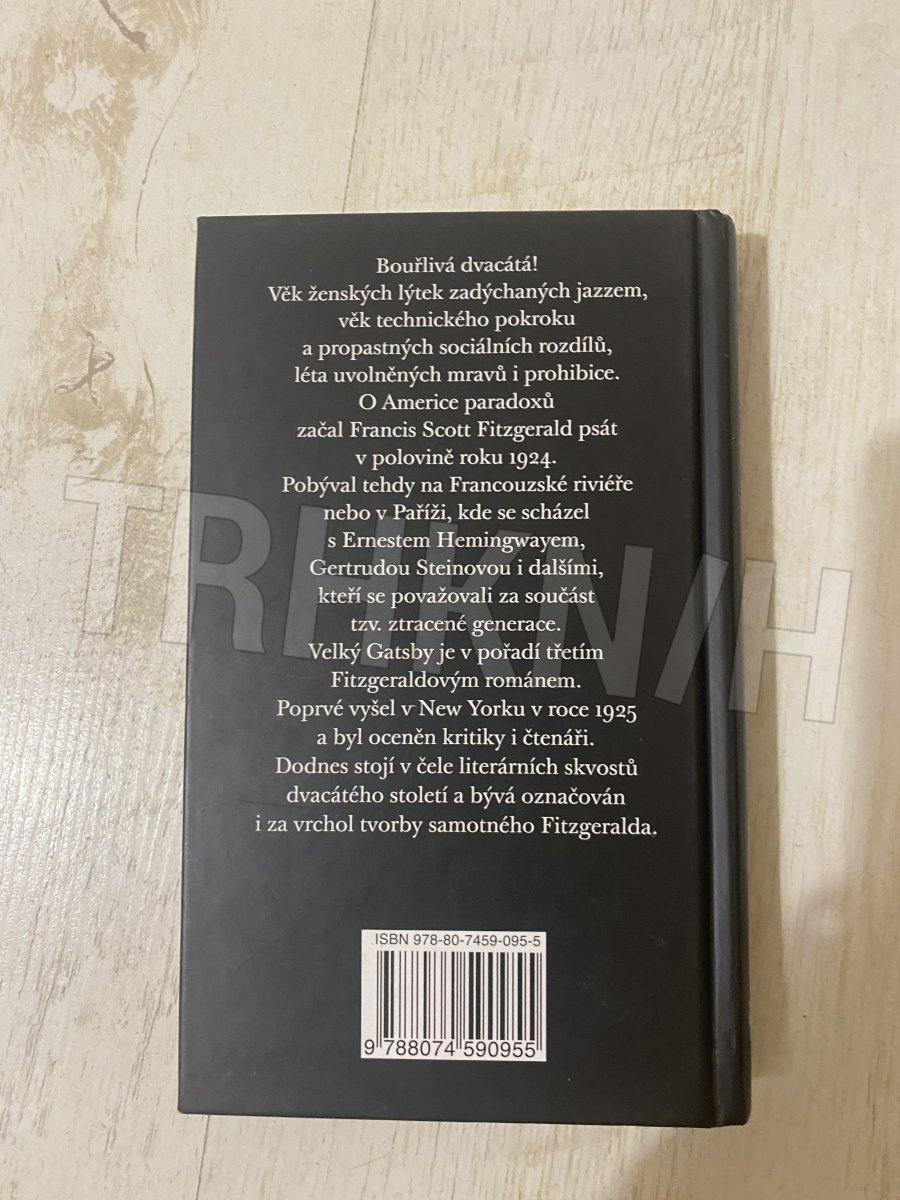 Bouřlivá dvacátá!
Věk ženských lýtek zadýchaných jazzem,
věk technického pokroku
a propastných sociálních rozdílů,
léta uvolněných mravů i prohibice.
O Americe paradoxů
začal Francis Scott Fitzgerald psát
v polovině roku 1924.
Pobýval tehdy na Francouzské riviéře
nebo v Paříži, kde se scházel
s Ernestem Hemingwayem,
Gertrudou Steinovou i dalšími,
kteří se považovali za součást
tzv. ztracené generace.
Velký Gatsby je v pořadí třetím
Fitzgeraldovým románem.
Poprvé vyšel v New Yorku v roce 1925
a byl oceněn kritiky i čtenáři.
Dodnes stojí v čele literárních skvostů
dvacátého století a bývá označován
i za vrchol tvorby samotného Fitzgeralda.
TRHKNIH
ISBN 978-80-7459-095-5
9 788074 590955